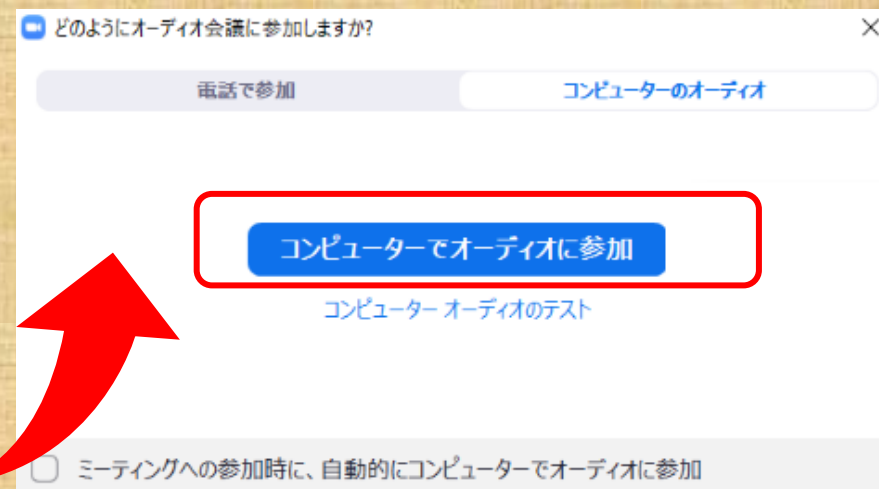 どのようにオーディオ会議に参加しますか?
電話で参加
コンピューターのオーディオ
コンピューターでオーディオに参加
コンピューター オーディオのテスト
ミーティングへの参加時に、自動的にコンピューターでオーディオに参加